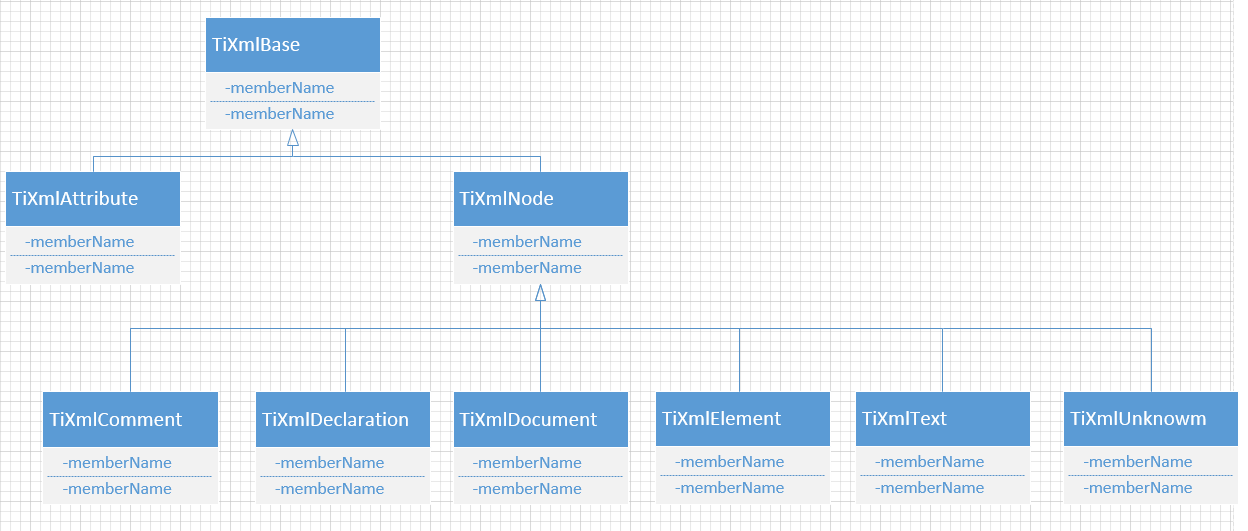 TiXmlBase
-memberName
-memberName
TiXmlAttribute
-memberName
-memberName
TiXmlNode
-memberName
-memberName
TiXmlComment
-memberName
-memberName
TiXmlDeclaration
-memberName
-memberName
TiXmlDocument
-memberName
-memberName
TiXmlElement
-memberName
-memberName
TiXmlText
-memberName
-memberName
TiXmlUnknowm
-memberName
-memberName